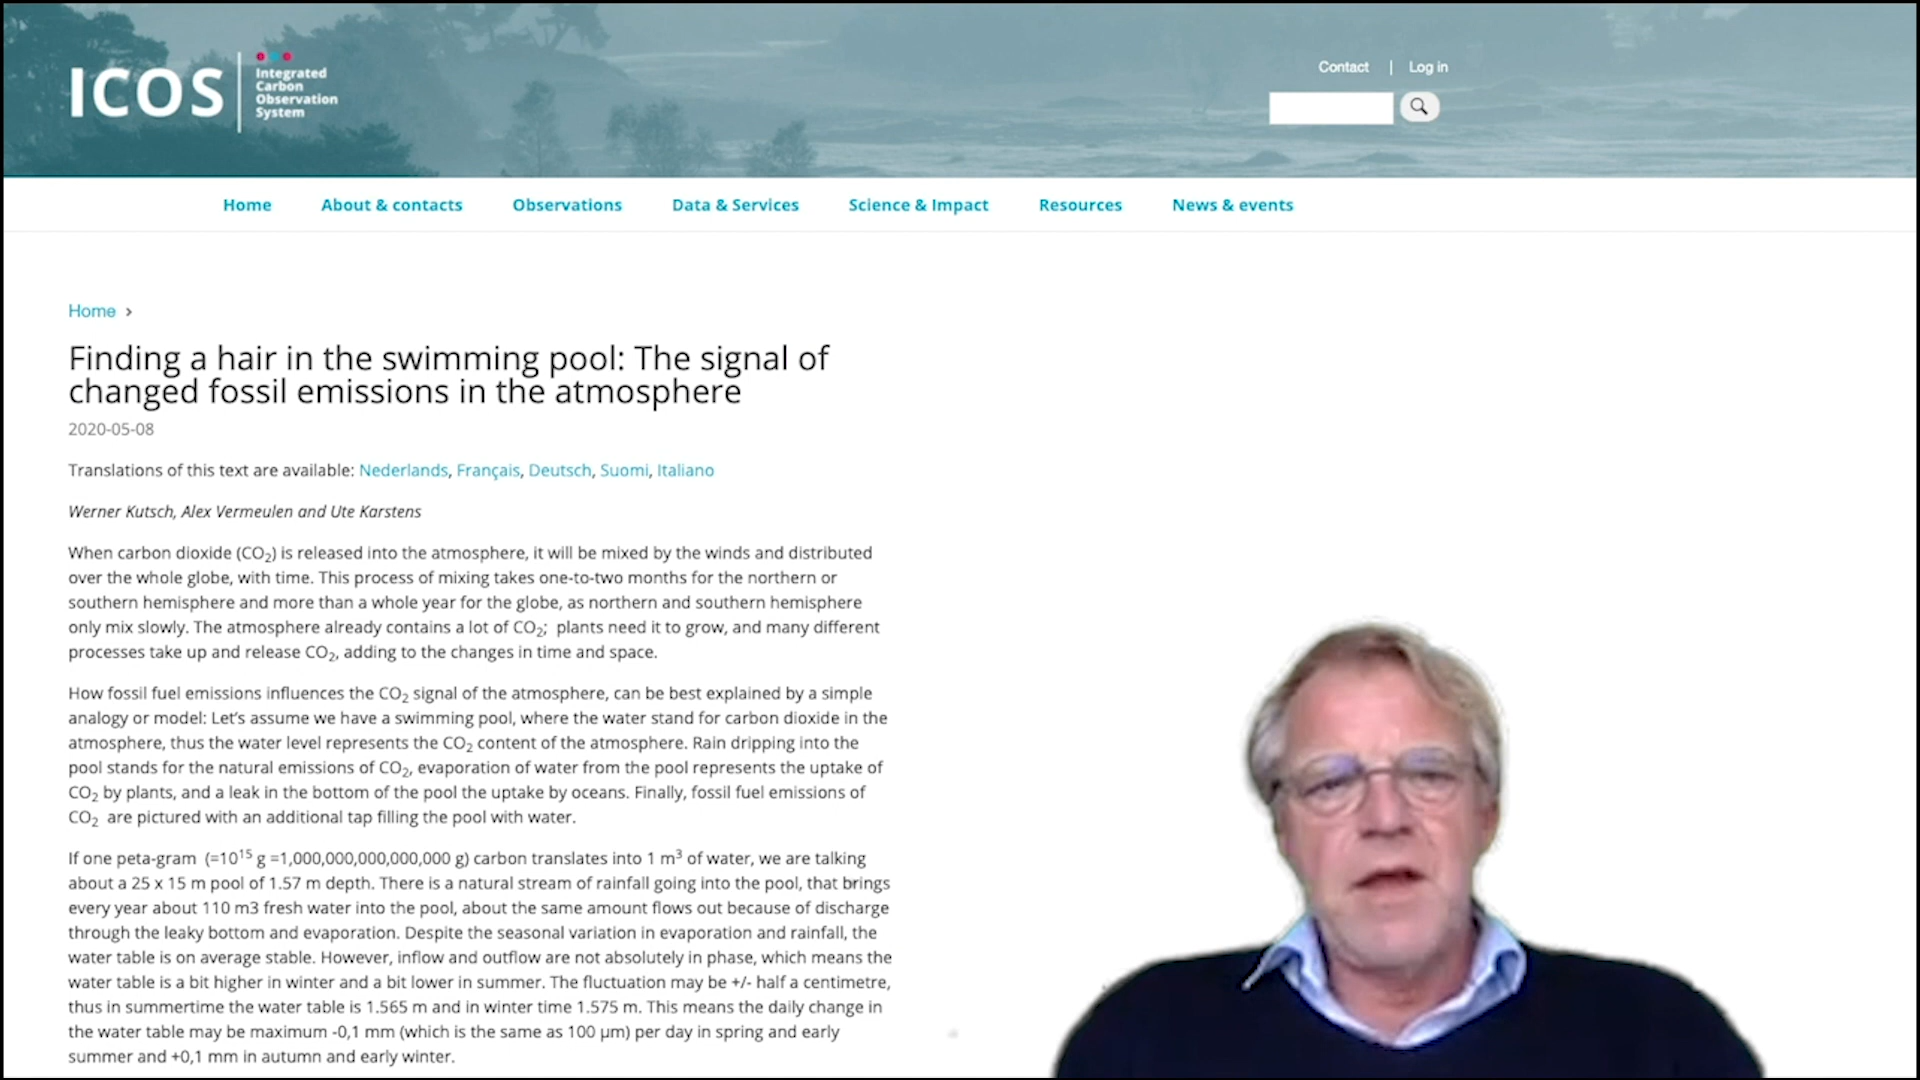 ICOS
Integrated
Carbon
Observation
System
Contact | Log in
Home About & contacts Observations Data & Services Science & Impact Resources News & events
Home ›
Finding a hair in the swimming pool: The signal of
changed fossil emissions in the atmosphere
2020-05-08
Translations of this text are available: Nederlands, Français, Deutsch, Suomi, Italiano
Werner Kutsch, Alex Vermeulen and Ute Karstens
When carbon dioxide (CO₂) is released into the atmosphere, it will be mixed by the winds and distributed
over the whole globe, with time. This process of mixing takes one-to-two months for the northern or
southern hemisphere and more than a whole year for the globe, as northern and southern hemisphere
only mix slowly. The atmosphere already contains a lot of CO₂;  plants need it to grow, and many different
processes take up and release CO₂, adding to the changes in time and space.
How fossil fuel emissions influences the CO₂ signal of the atmosphere, can be best explained by a simple
analogy or model: Let's assume we have a swimming pool, where the water stand for carbon dioxide in the
atmosphere, thus the water level represents the CO₂ content of the atmosphere. Rain dripping into the
pool stands for the natural emissions of CO₂, evaporation of water from the pool represents the uptake of
CO₂ by plants, and a leak in the bottom of the pool the uptake by oceans. Finally, fossil fuel emissions of
CO₂  are pictured with an additional tap filling the pool with water.
If one peta-gram  (=10¹⁵ g =1,000,000,000,000,000 g) carbon translates into 1 m³ of water, we are talking
about a 25 x 15 m pool of 1.57 m depth. There is a natural stream of rainfall going into the pool, that brings
every year about 110 m3 fresh water into the pool, about the same amount flows out because of discharge
through the leaky bottom and evaporation. Despite the seasonal variation in evaporation and rainfall, the
water table is on average stable. However, inflow and outflow are not absolutely in phase, which means the
water table is a bit higher in winter and a bit lower in summer. The fluctuation may be +/- half a centimetre,
thus in summertime the water table is 1.565 m and in winter time 1.575 m. This means the daily change in
the water table may be maximum -0,1 mm (which is the same as 100 µm) per day in spring and early
summer and +0,1 mm in autumn and early winter.